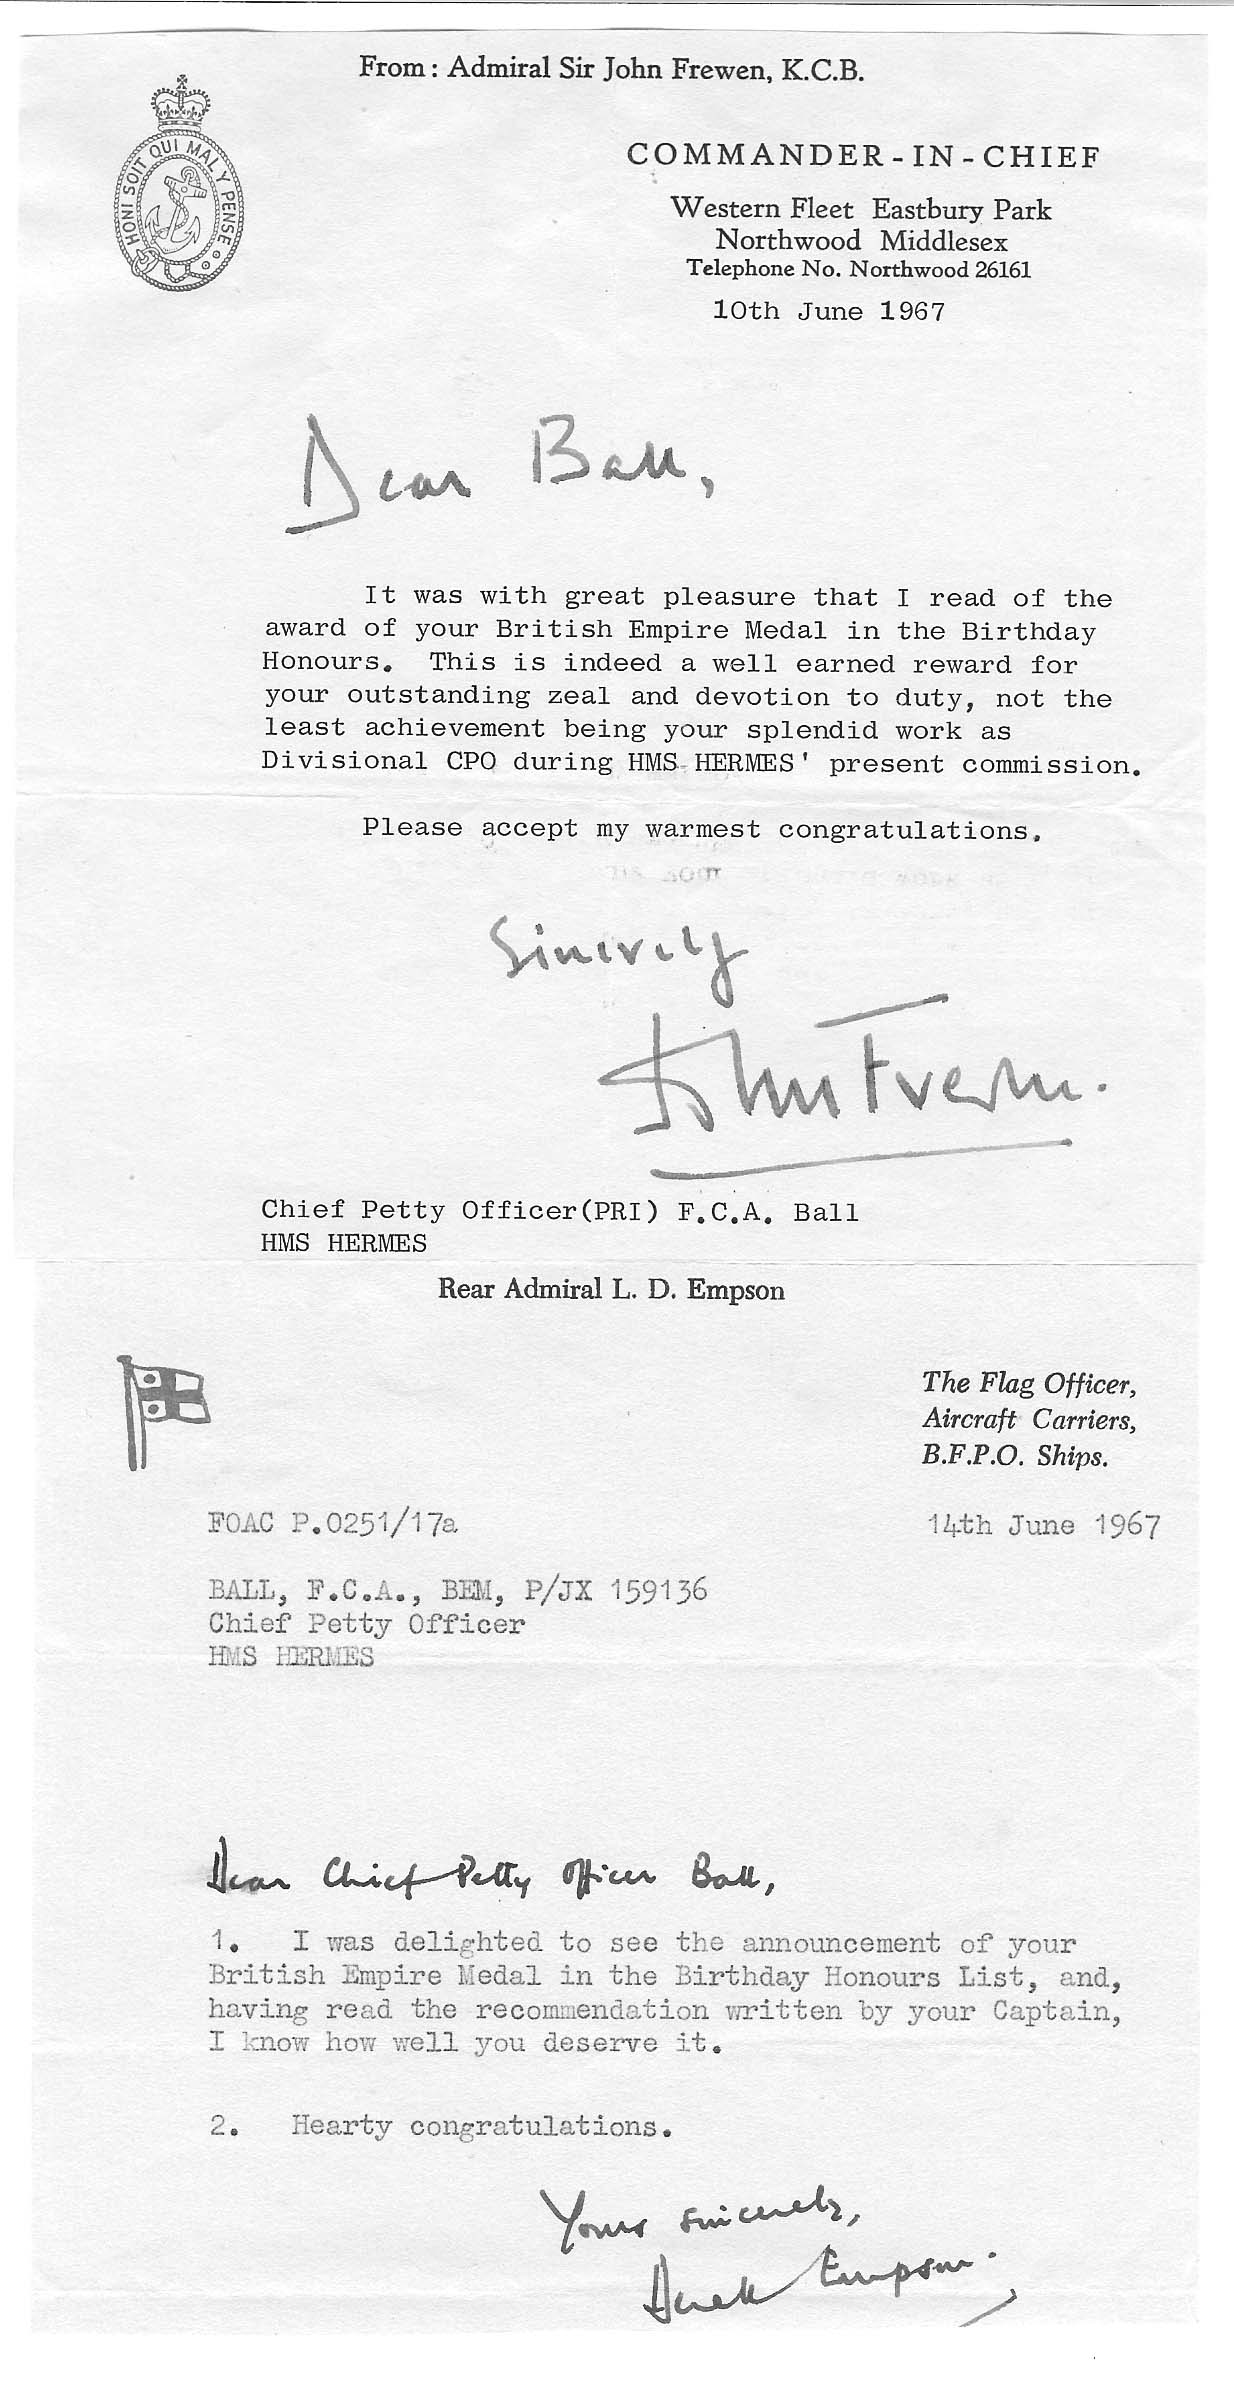 From: Admiral Sir John Frewen, K.C.B.
HONI SOIT QUI MAL Y PENSE
COMMANDER-IN-CHIEF
Western Fleet Eastbury Park
Northwood Middlesex
Telephone No. Northwood 26161
10th June 1967
Dear Ball,
It was with great pleasure that I read of the
award of your British Empire Medal in the Birthday
Honours. This is indeed a well earned reward for
your outstanding zeal and devotion to duty, not the
least achievement being your splendid work as
Divisional CPO during HMS HERMES' present commission.
Please accept my warmest congratulations.
Sincerely
John Frewen.
Chief Petty Officer(PRI) F.C.A. Ball
HMS HERMES
Rear Admiral L. D. Empson
The Flag Officer,
Aircraft Carriers,
B.F.P.O. Ships.
FOAC P.0251/17a
14th June 1967
BALL, F.C.A., BEM, P/JX 159136
Chief Petty Officer
HMS HERMES
Dear Chief Petty Officer Ball,
1. I was delighted to see the announcement of your
British Empire Medal in the Birthday Honours List, and,
having read the recommendation written by your Captain,
I know how well you deserve it.
2. Hearty congratulations.
Yours sincerely,
Derek Empson.